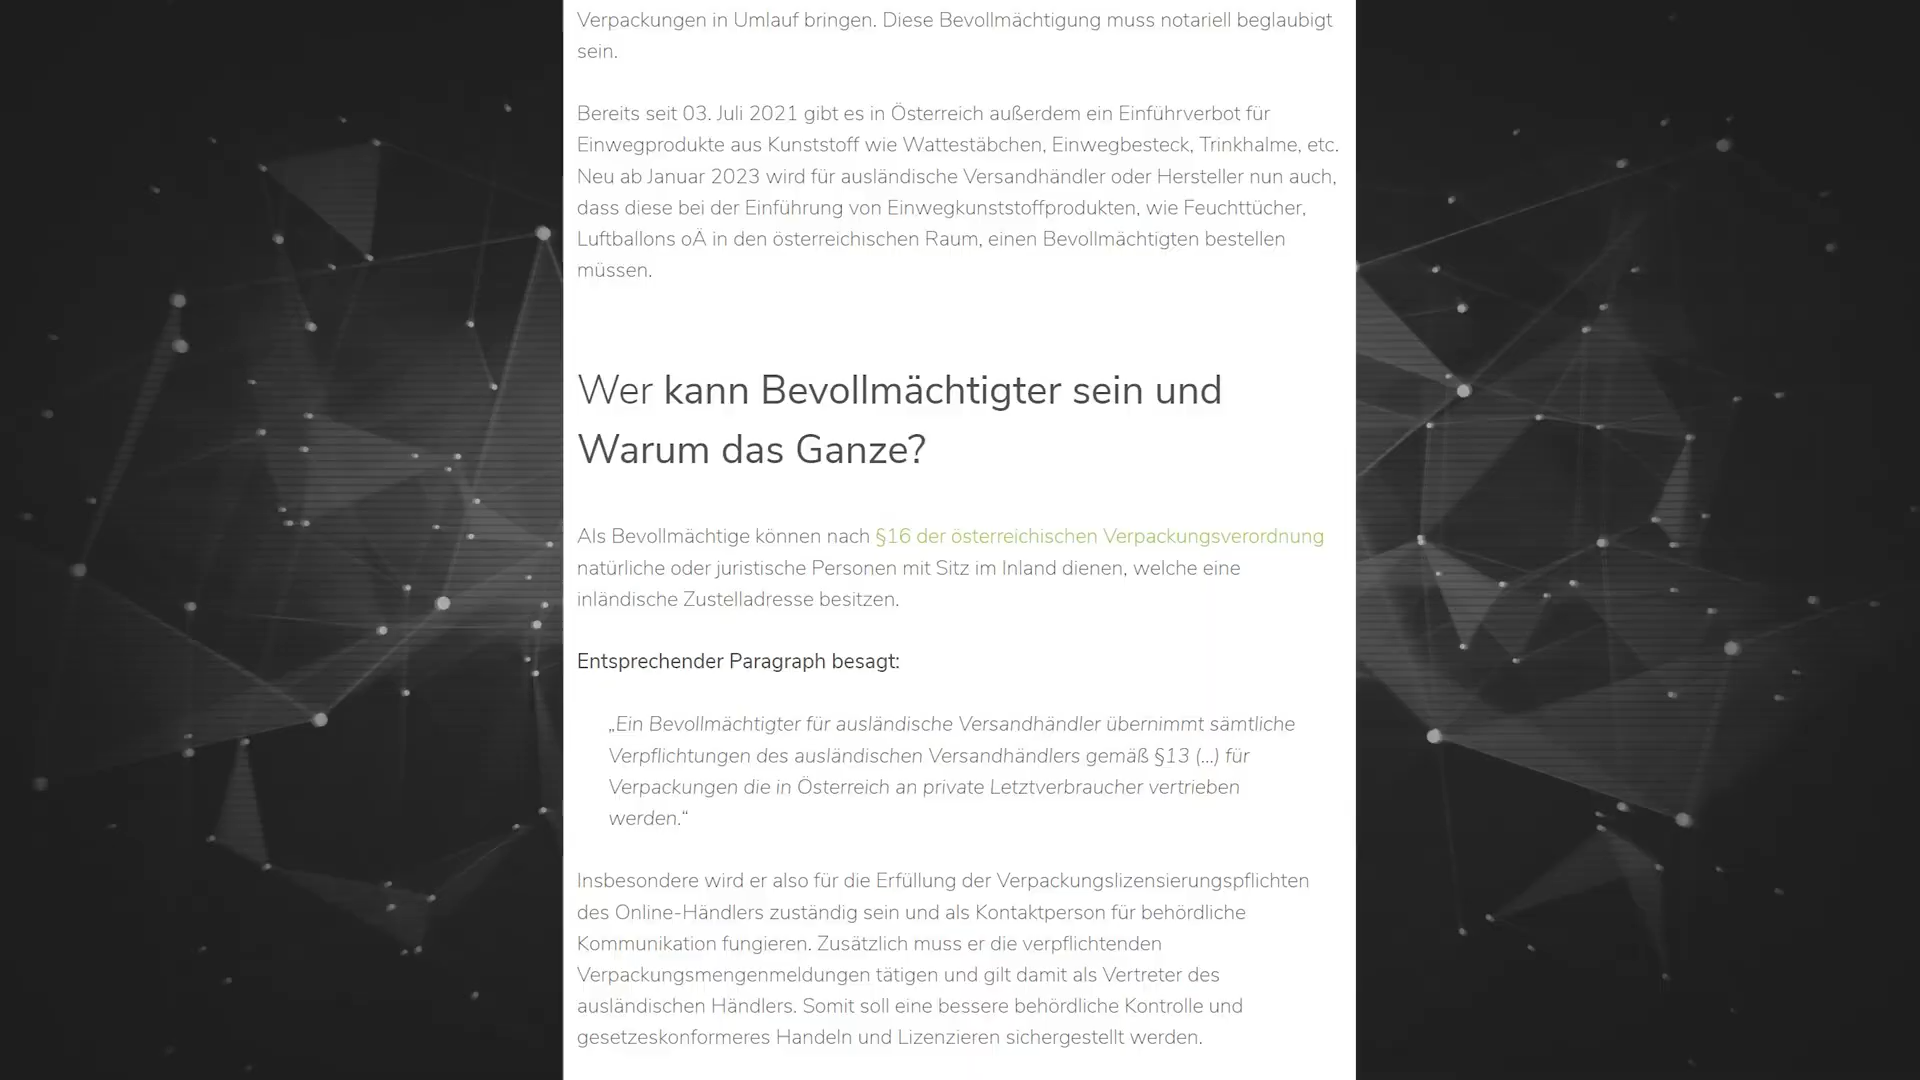 Verpackungen in Umlauf bringen. Diese Bevollmächtigung muss notariell beglaubigt
sein.
Bereits seit 03. Juli 2021 gibt es in Österreich außerdem ein Einführverbot für
Einwegprodukte aus Kunststoff wie Wattestäbchen, Einwegbesteck, Trinkhalme, etc.
Neu ab Januar 2023 wird für ausländische Versandhändler oder Hersteller nun auch,
dass diese bei der Einführung von Einwegkunststoffprodukten, wie Feuchttücher,
Luftballons oÄ in den österreichischen Raum, einen Bevollmächtigten bestellen
müssen.
Wer kann Bevollmächtigter sein und
Warum das Ganze?
Als Bevollmächtige können nach §16 der österreichischen Verpackungsverordnung
natürliche oder juristische Personen mit Sitz im Inland dienen, welche eine
inländische Zustelladresse besitzen.
Entsprechender Paragraph besagt:
„Ein Bevollmächtigter für ausländische Versandhändler übernimmt sämtliche
Verpflichtungen des ausländischen Versandhändlers gemäß §13 (...) für
Verpackungen die in Österreich an private Letztverbraucher vertrieben
werden.“
Insbesondere wird er also für die Erfüllung der Verpackungslizensierungspflichten
des Online-Händlers zuständig sein und als Kontaktperson für behördliche
Kommunikation fungieren. Zusätzlich muss er die verpflichtenden
Verpackungsmengenmeldungen tätigen und gilt damit als Vertreter des
ausländischen Händlers. Somit soll eine bessere behördliche Kontrolle und
gesetzeskonformeres Handeln und Lizenzieren sichergestellt werden.